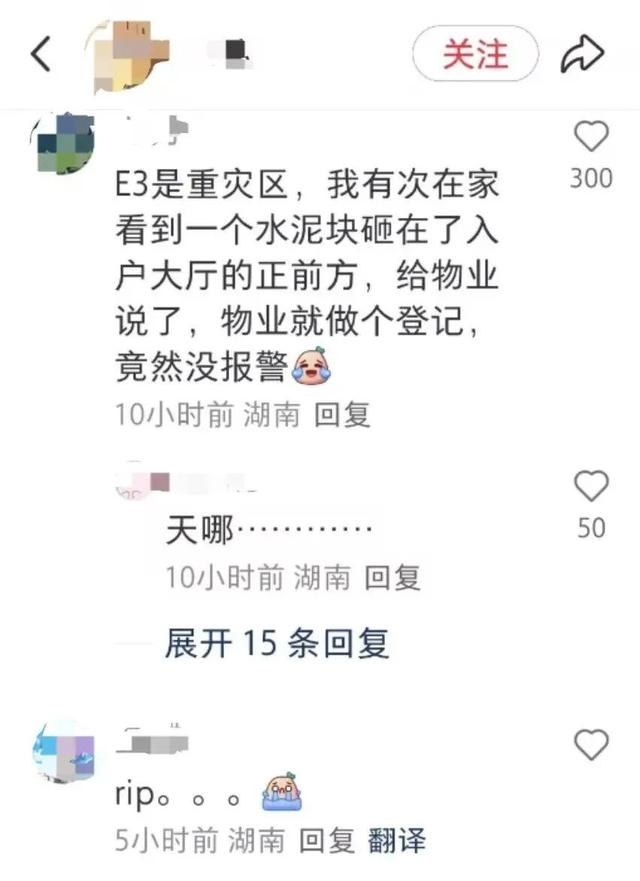 关注
E3是重灾区，我有次在家
看到一个水泥块砸在了入
户大厅的正前方，给物业
说了，物业就做个登记，
竟然没报警
300
10小时前 湖南 回复
天哪…………
50
10小时前 湖南 回复
展开 15 条回复
rip。。。
5小时前 湖南 回复 翻译